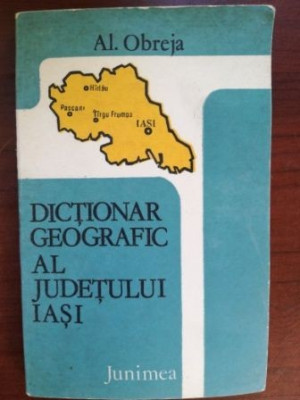 Al. Obreja
Hîrlău
Pașcani
Tîrgu Frumos
IAȘI
DICȚIONAR
GEOGRAFIC
AL
JUDEȚULUI
IAȘI
Junimea